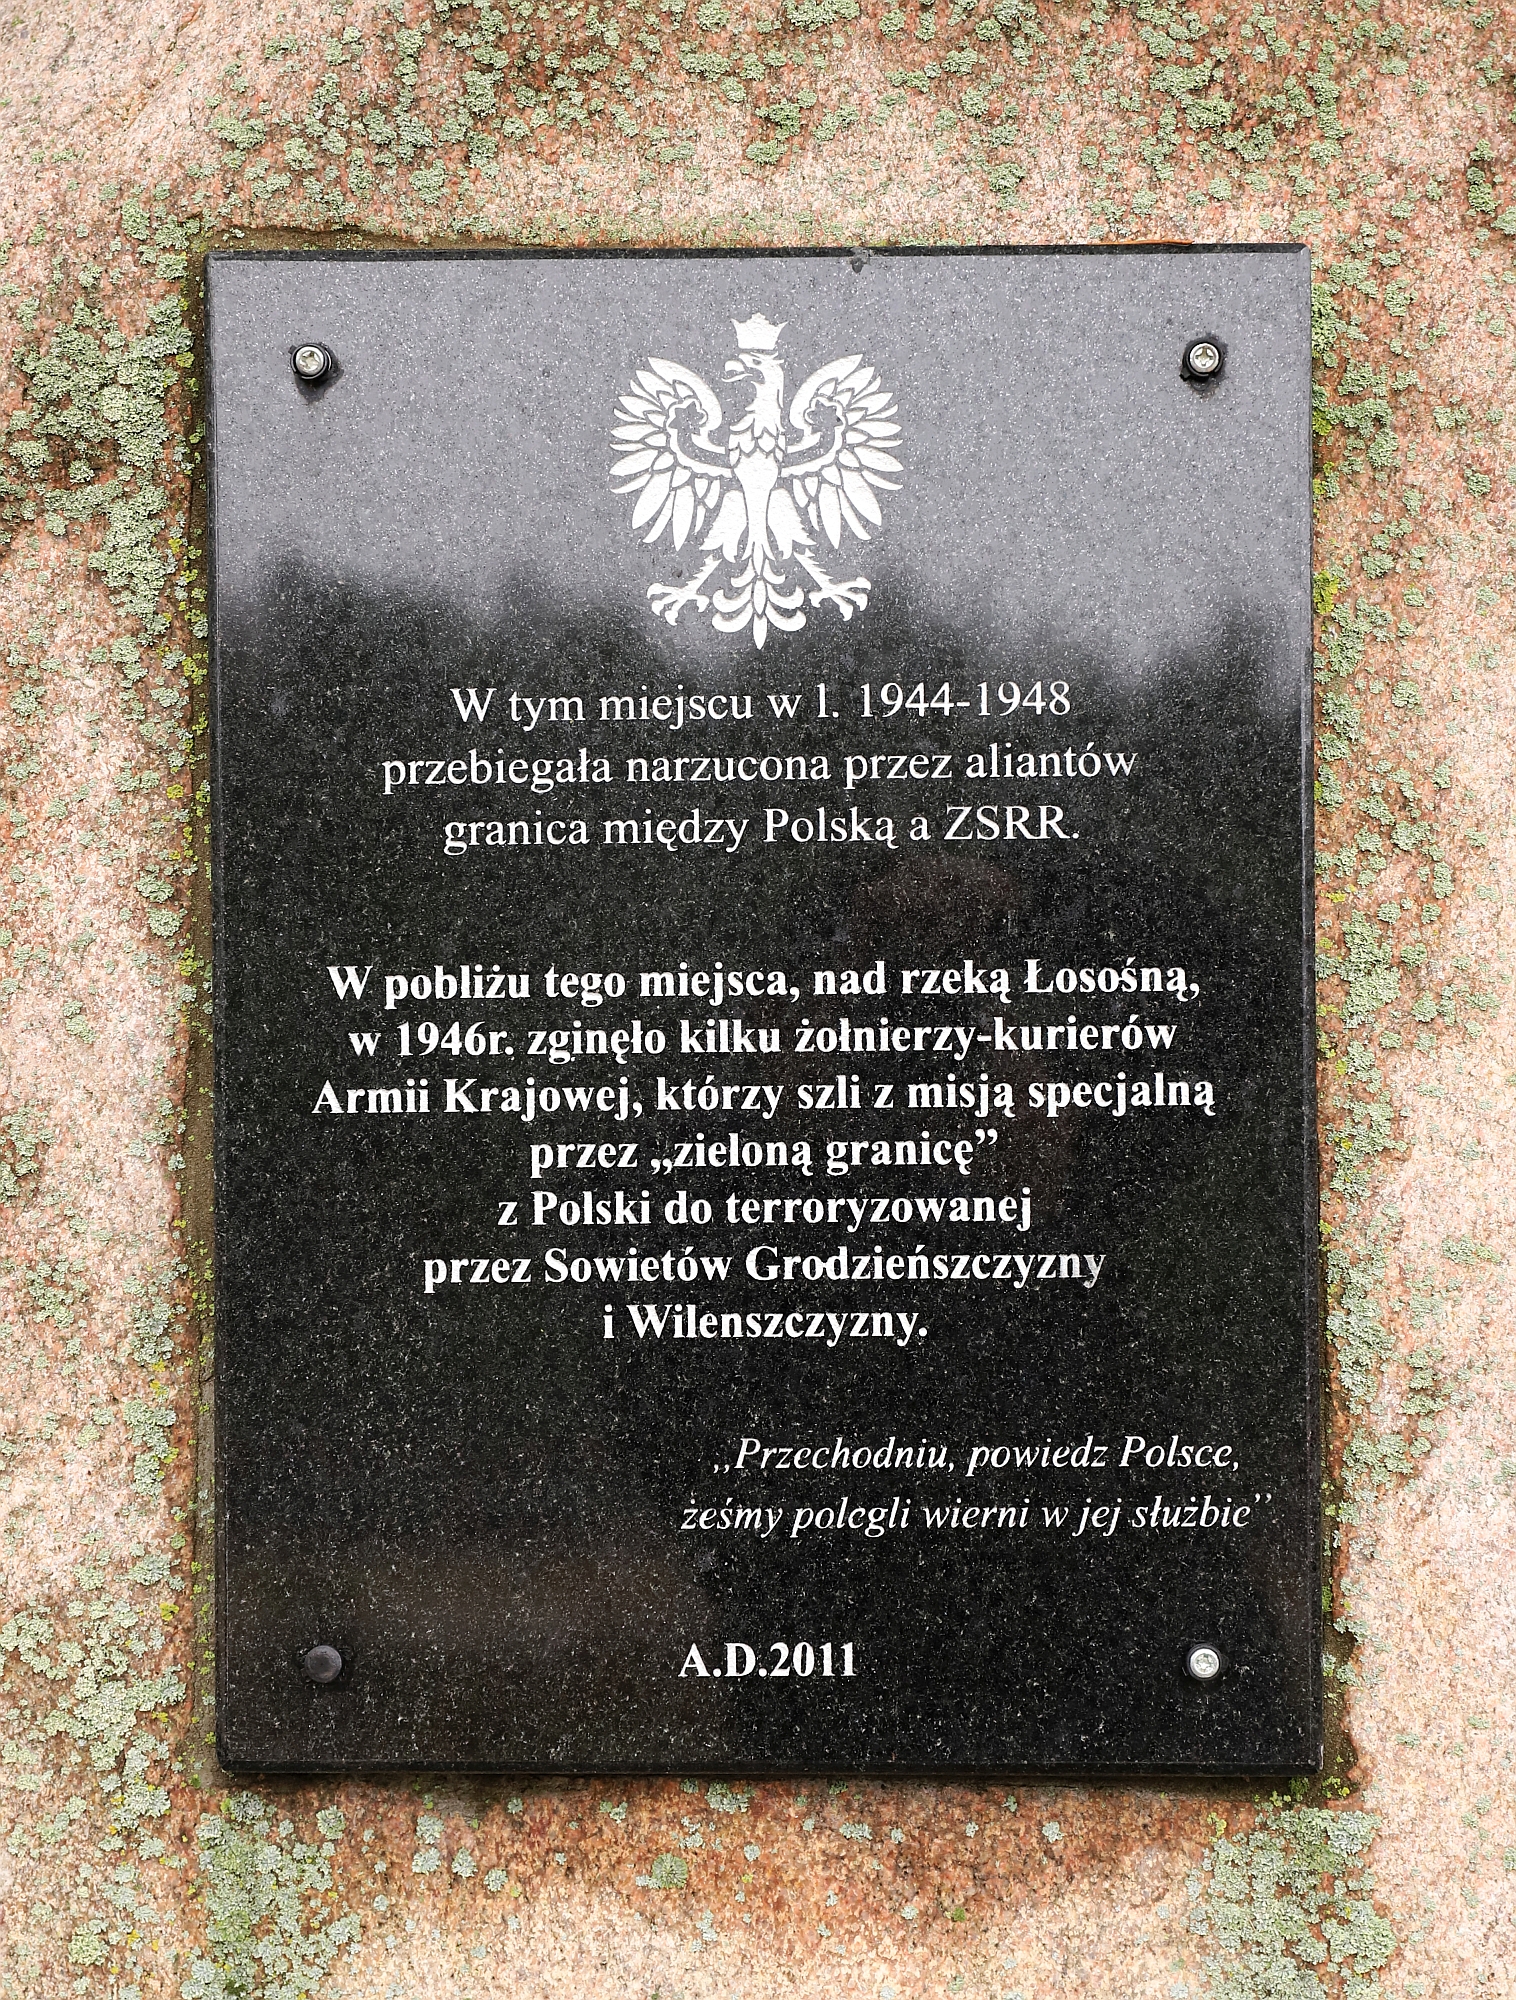 W tym miejscu w l. 1944-1948
przebiegała narzucona przez aliantów
granica między Polską a ZSRR.
W pobliżu tego miejsca, nad rzeką Łosośną,
w 1946r. zginęło kilku żołnierzy-kurierów
Armii Krajowej, którzy szli z misją specjalną
przez „zieloną granicę”
z Polski do terroryzowanej
przez Sowietów Grodzieńszczyzny
i Wilenszczyzny.
„Przechodniu, powiedz Polsce,
żeśmy polegli wierni w jej służbie”
A.D.2011